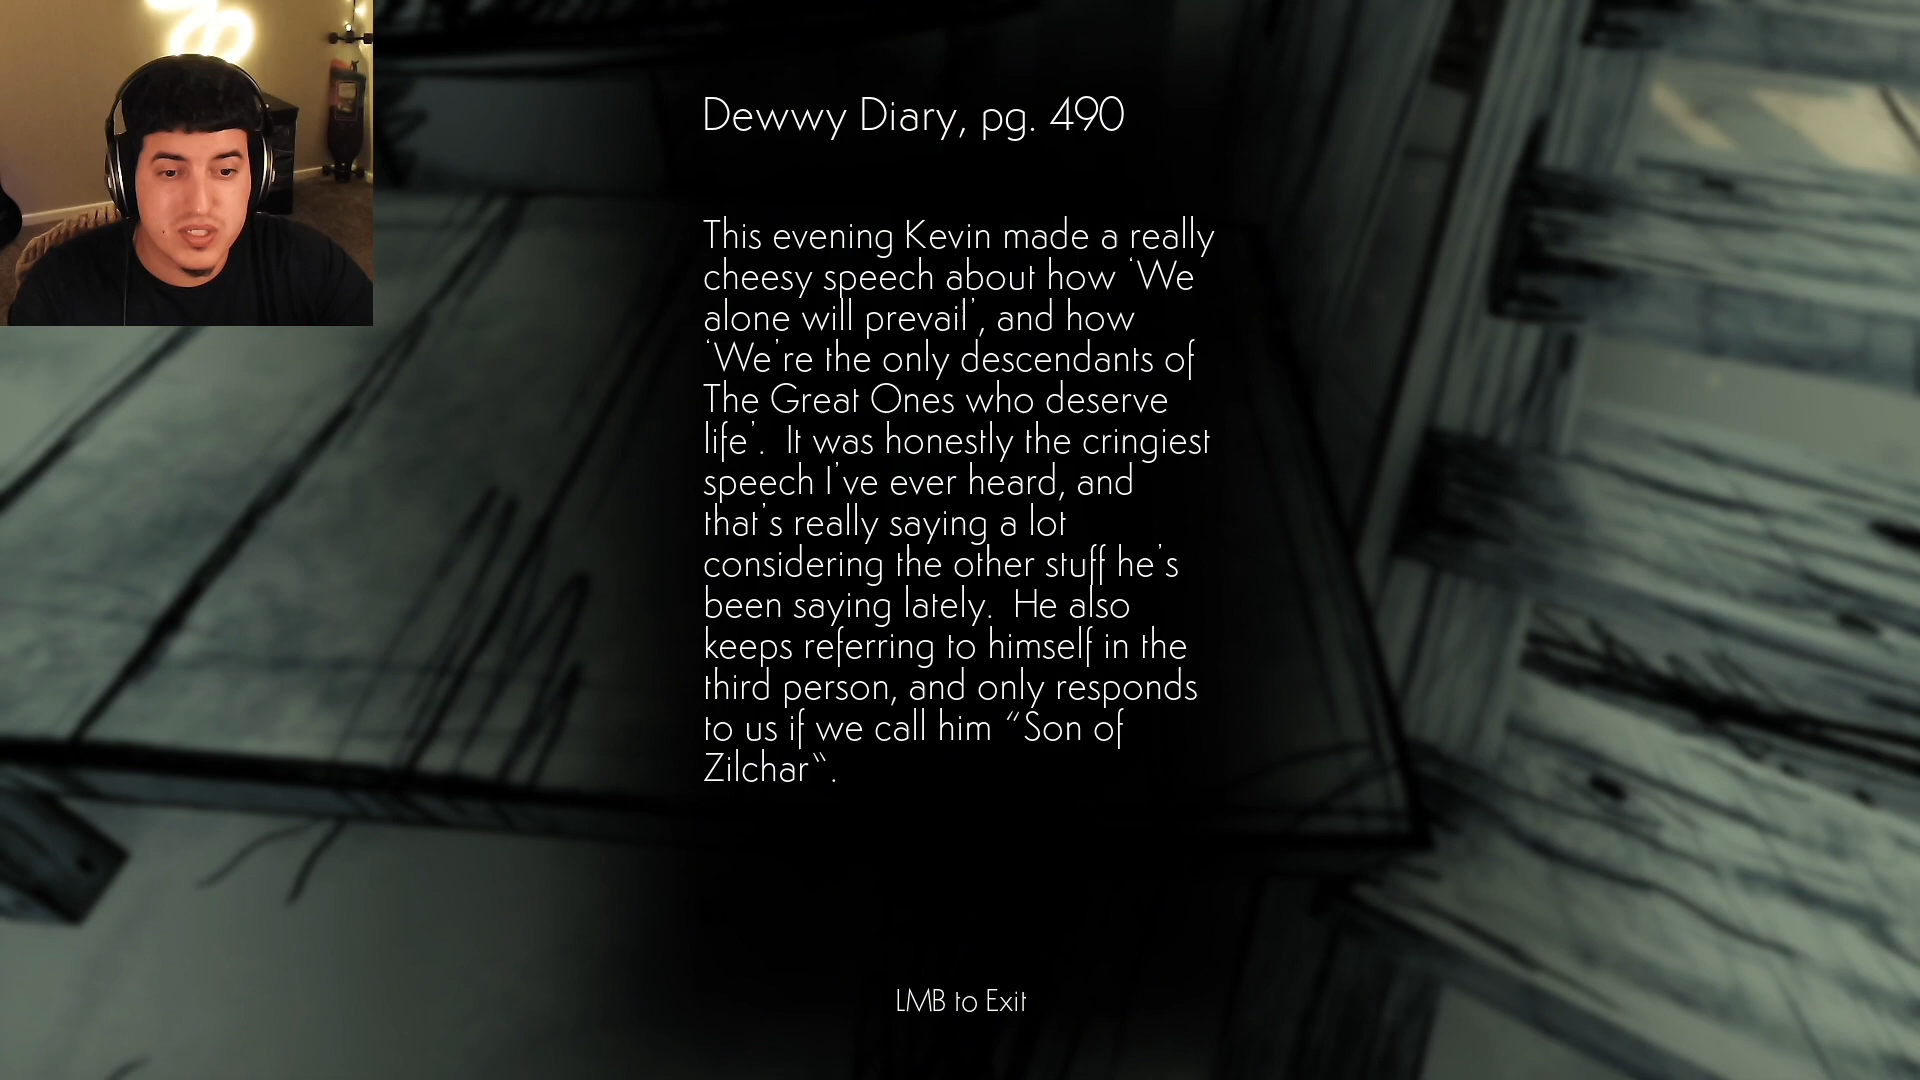 Dewwy Diary, pg. 490
This evening Kevin made a really
cheesy speech about how 'We
alone will prevail', and how
'We're the only descendants of
The Great Ones who deserve
life'.  It was honestly the cringiest
speech I've ever heard, and
that's really saying a lot
considering the other stuff he's
been saying lately.  He also
keeps referring to himself in the
third person, and only responds
to us if we call him "Son of
Zilchar".
LMB to Exit